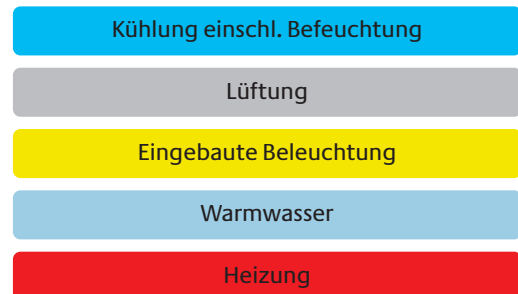 Kühlung einschl. Befeuchtung
Lüftung
Eingebaute Beleuchtung
Warmwasser
Heizung